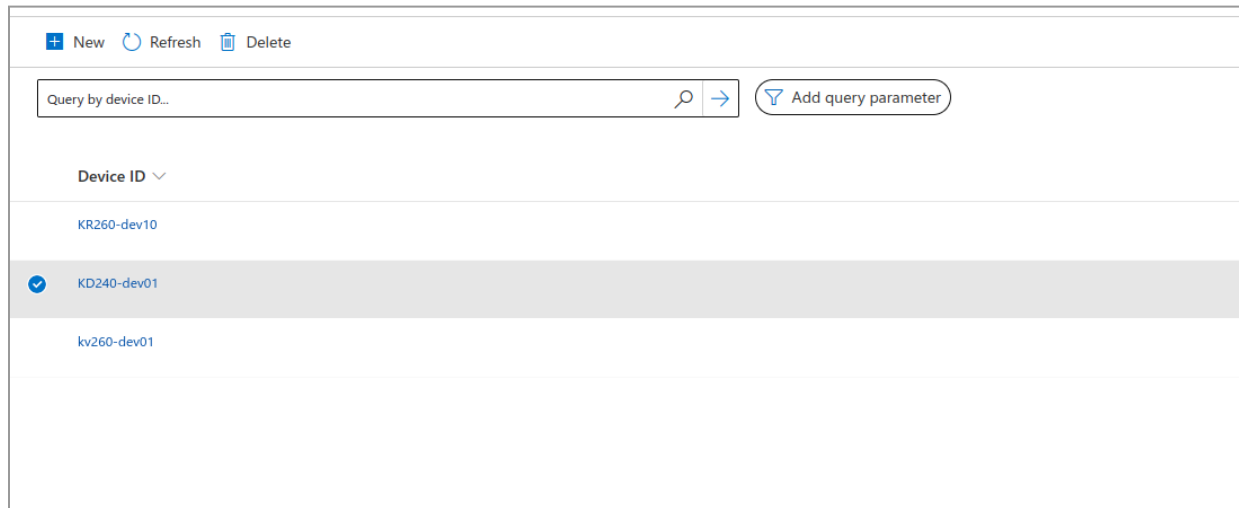 New Refresh Delete
Query by device ID... Add query parameter
Device ID
KR260-dev10
KD240-dev01
kv260-dev01